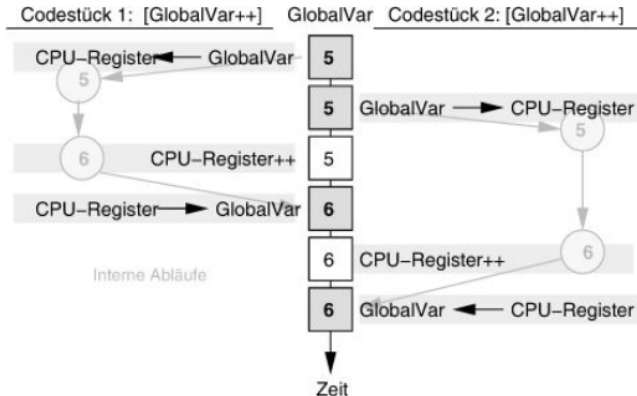 Codestück 1: [GlobalVar++] GlobalVar Codestück 2: [GlobalVar++]
CPU–Register GlobalVar 5
5
5 GlobalVar CPU–Register
5
6 CPU–Register++ 5
CPU–Register GlobalVar 6
6 CPU–Register++ 6
Interne Abläufe
6 GlobalVar CPU–Register
Zeit